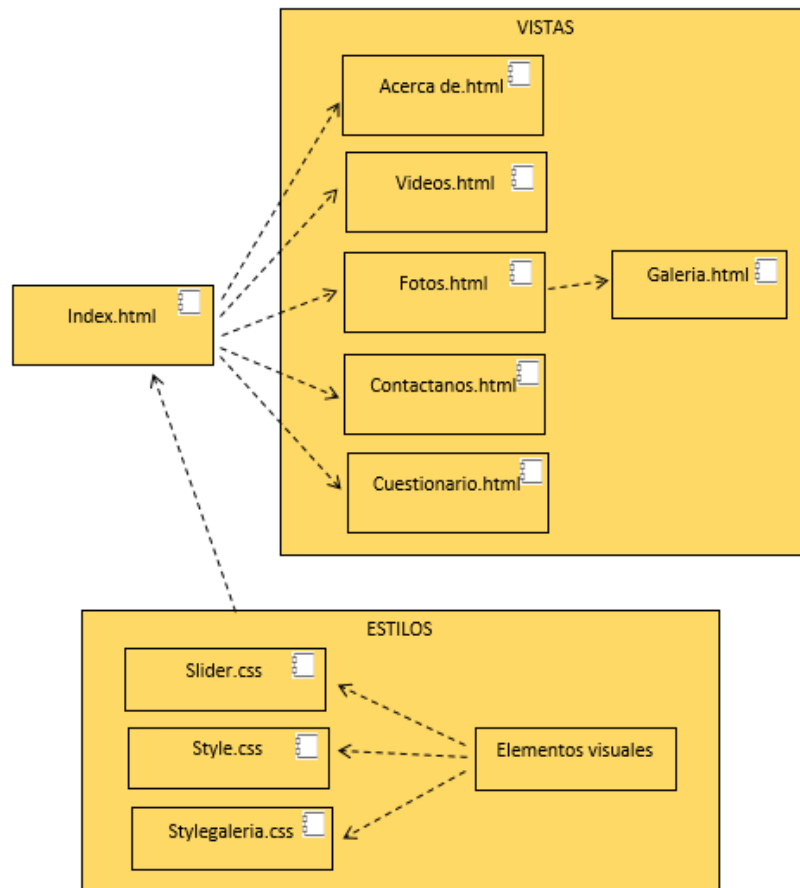 VISTAS
Acerca de.html
Videos.html
Fotos.html
Galeria.html
Index.html
Contactanos.html
Cuestionario.html
ESTILOS
Slider.css
Style.css
Elementos visuales
Stylegaleria.css